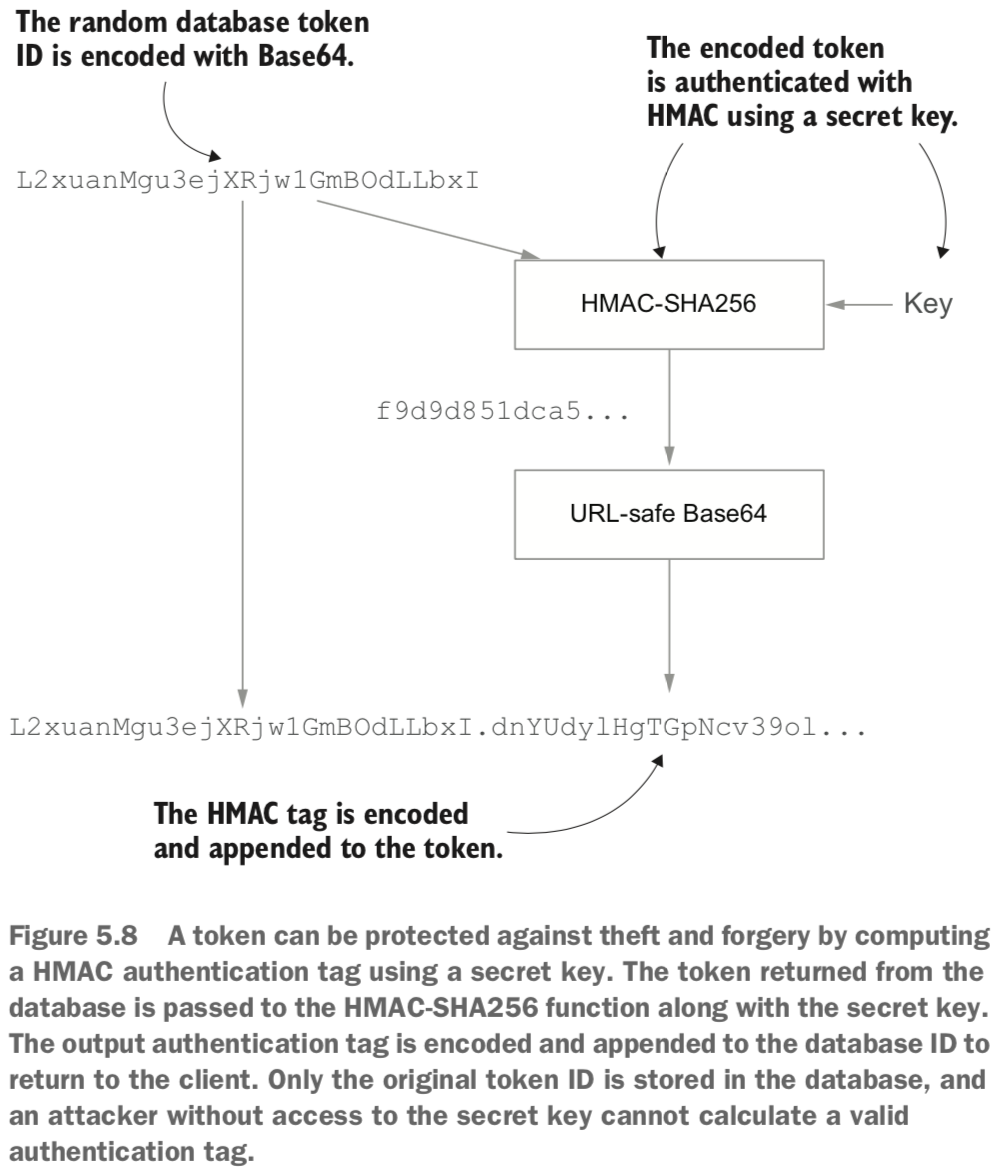 The random database token
ID is encoded with Base64.
The encoded token
is authenticated with
HMAC using a secret key.
L2xuanMgu3ejXRjw1GmBOdLLbxI
HMAC-SHA256
Key
f9d9d851dca5...
URL-safe Base64
L2xuanMgu3ejXRjw1GmBOdLLbxI.dnYUdylHgTGpNcv39ol...
The HMAC tag is encoded
and appended to the token.
Figure 5.8 A token can be protected against theft and forgery by computing
a HMAC authentication tag using a secret key. The token returned from the
database is passed to the HMAC-SHA256 function along with the secret key.
The output authentication tag is encoded and appended to the database ID to
return to the client. Only the original token ID is stored in the database, and
an attacker without access to the secret key cannot calculate a valid
authentication tag.